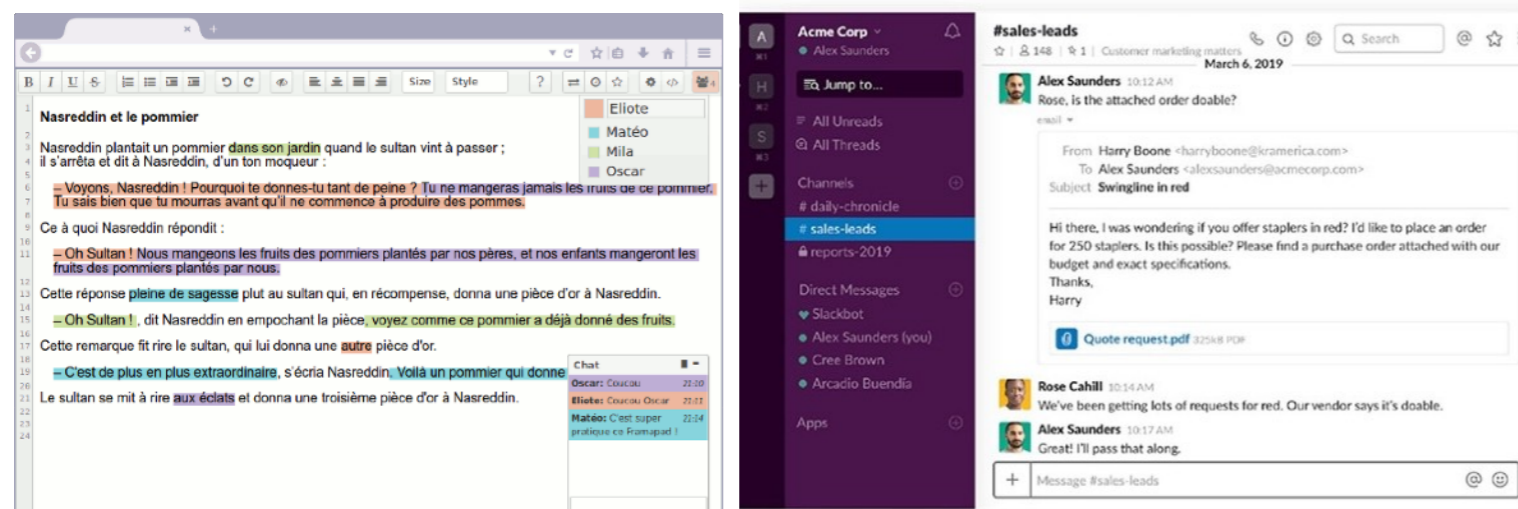 B I U S Size Style ? 4
Eliote
Matéo
Mila
Oscar
Nasreddin et le pommier
Nasreddin plantait un pommier dans son jardin quand le sultan vint à passer ;
il s'arrêta et dit à Nasreddin, d'un ton moqueur :
– Voyons, Nasreddin ! Pourquoi te donnes-tu tant de peine ? Tu ne mangeras jamais les fruits de ce pommier.
Tu sais bien que tu mourras avant qu'il ne commence à produire des pommes.
Ce à quoi Nasreddin répondit :
– Oh Sultan ! Nous mangeons les fruits des pommiers plantés par nos pères, et nos enfants mangeront les
fruits des pommiers plantés par nous.
Cette réponse pleine de sagesse plut au sultan qui, en récompense, donna une pièce d'or à Nasreddin.
– Oh Sultan ! , dit Nasreddin en empochant la pièce, voyez comme ce pommier a déjà donné des fruits.
Cette remarque fit rire le sultan, qui lui donna une autre pièce d'or.
– C'est de plus en plus extraordinaire, s'écria Nasreddin. Voilà un pommier qui donne
Le sultan se mit à rire aux éclats et donna une troisième pièce d'or à Nasreddin.
Chat
Oscar: Coucou 21:10
Eliote: Coucou Oscar 21:11
Matéo: C'est super 21:14
pratique ce Framapad !
A
⌘1
H
⌘2
S
⌘3
Acme Corp
Alex Saunders
Jump to...
All Unreads
All Threads
Channels
# daily-chronicle
# sales-leads
reports-2019
Direct Messages
Slackbot
Alex Saunders (you)
Cree Brown
Arcadio Buendía
Apps
#sales-leads
148 | 1 | Customer marketing matters
Search
March 6, 2019
Alex Saunders 10:12 AM
Rose, is the attached order doable?
email
From Harry Boone <harryboone@kramerica.com>
To Alex Saunders <alexsaunders@acmecorp.com>
Subject Swingline in red
Hi there, I was wondering if you offer staplers in red? I'd like to place an order
for 250 staplers. Is this possible? Please find a purchase order attached with our
budget and exact specifications.
Thanks,
Harry
Quote request.pdf 325kB PDF
Rose Cahill 10:14 AM
We've been getting lots of requests for red. Our vendor says it's doable.
Alex Saunders 10:17 AM
Great! I'll pass that along.
Message #sales-leads